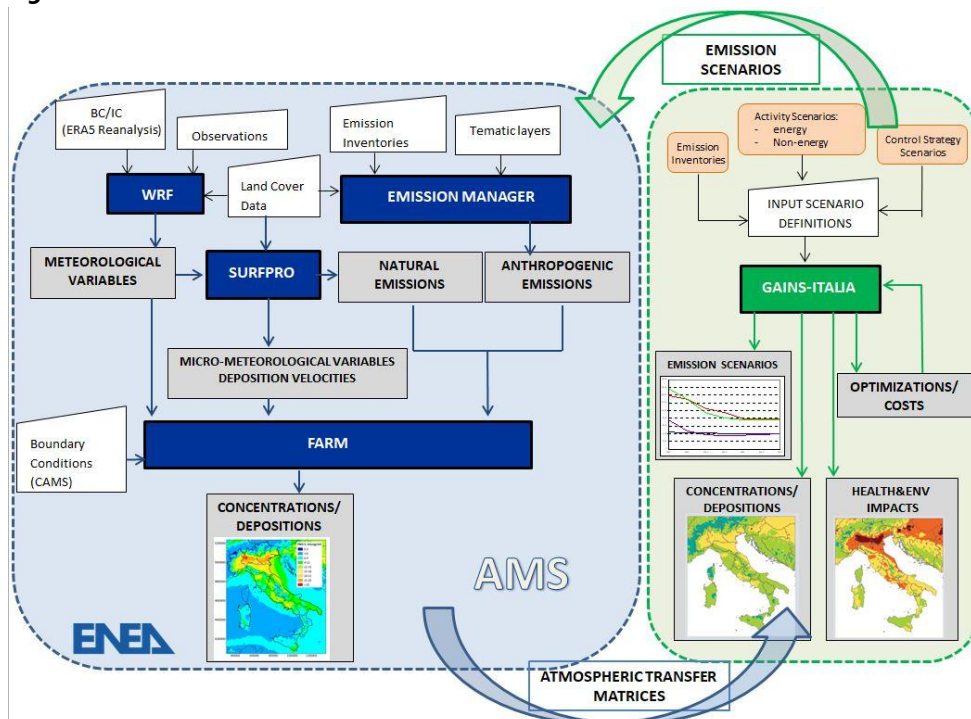 EMISSION
SCENARIOS
BC/IC
(ERA5 Reanalysis)
Observations
Emission
Inventories
Tematic layers
WRF
Land Cover
Data
EMISSION MANAGER
METEOROLOGICAL
VARIABLES
SURFPRO
NATURAL
EMISSIONS
ANTHROPOGENIC
EMISSIONS
MICRO-METEOROLOGICAL VARIABLES
DEPOSITION VELOCITIES
Boundary
Conditions
(CAMS)
FARM
CONCENTRATIONS/
DEPOSITIONS
AMS
ENEA
Emission
Inventories
Activity Scenarios:
- energy
- Non-energy
Control Strategy
Scenarios
INPUT SCENARIO
DEFINITIONS
GAINS-ITALIA
EMISSION SCENARIOS
OPTIMIZATIONS/
COSTS
CONCENTRATIONS/
DEPOSITIONS
HEALTH&ENV
IMPACTS
ATMOSPHERIC TRANSFER
MATRICES